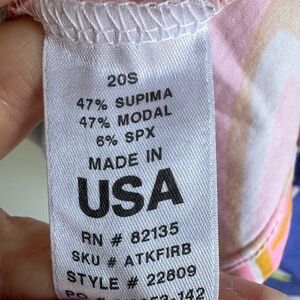 20S
47% SUPIMA
47% MODAL
6% SPX
MADE IN
USA
RN # 82135
SKU # ATKFIRB
STYLE # 22809